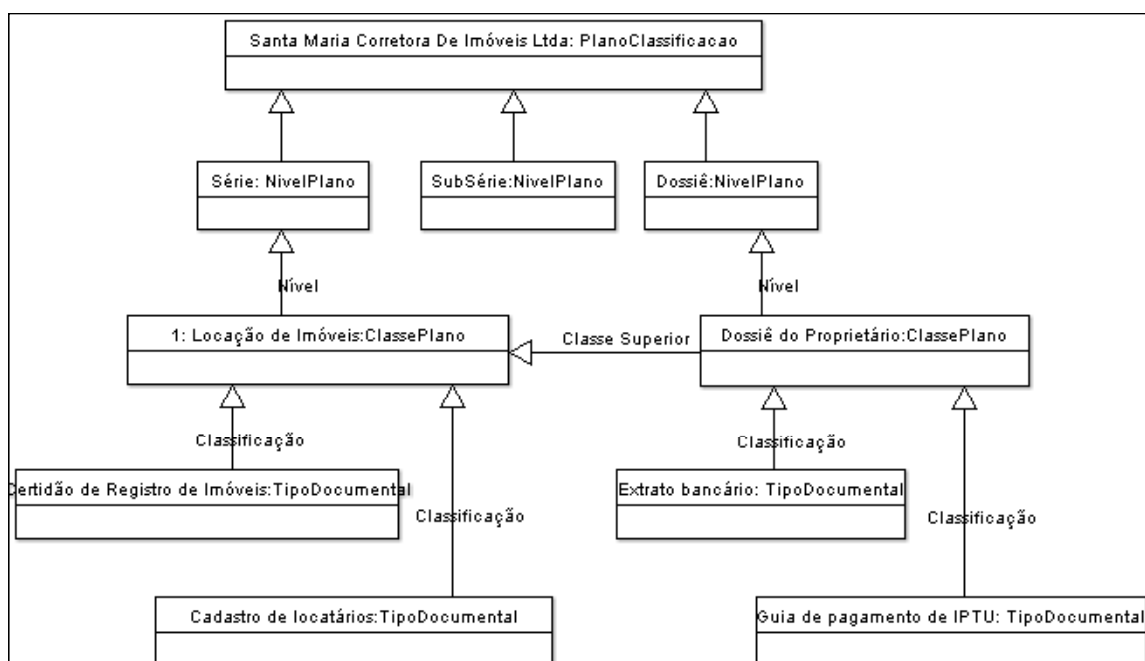 Santa Maria Corretora De Imóveis Ltda: PlanoClassificacao
Série: NivelPlano
SubSérie:NivelPlano
Dossiê:NivelPlano
Nível
Nível
1: Locação de Imóveis:ClassePlano
Classe Superior
Dossiê do Proprietário:ClassePlano
Classificação
Classificação
Certidão de Registro de Imóveis:TipoDocumental
Extrato bancário: TipoDocumental
Classificação
Classificação
Cadastro de locatários:TipoDocumental
Guia de pagamento de IPTU: TipoDocumental